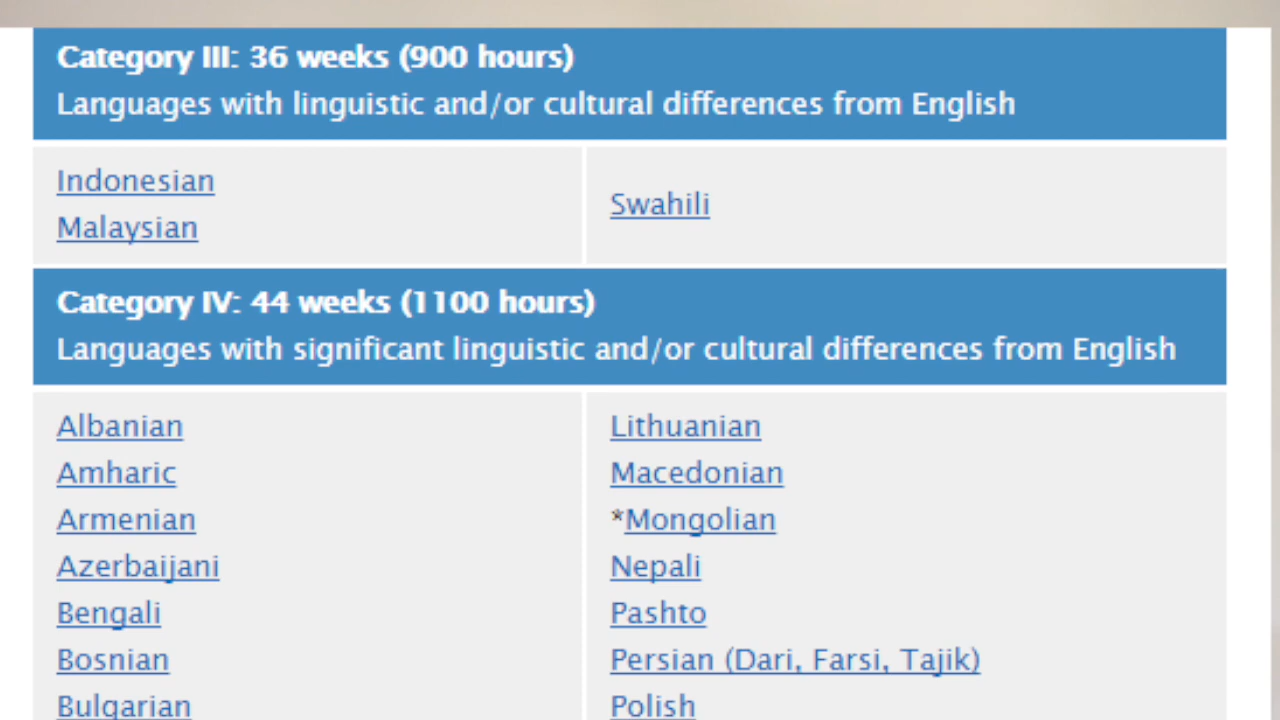 Category III: 36 weeks (900 hours)
Languages with linguistic and/or cultural differences from English
Indonesian
Malaysian
Swahili
Category IV: 44 weeks (1100 hours)
Languages with significant linguistic and/or cultural differences from English
Albanian
Amharic
Armenian
Azerbaijani
Bengali
Bosnian
Bulgarian
Lithuanian
Macedonian
*Mongolian
Nepali
Pashto
Persian (Dari, Farsi, Tajik)
Polish